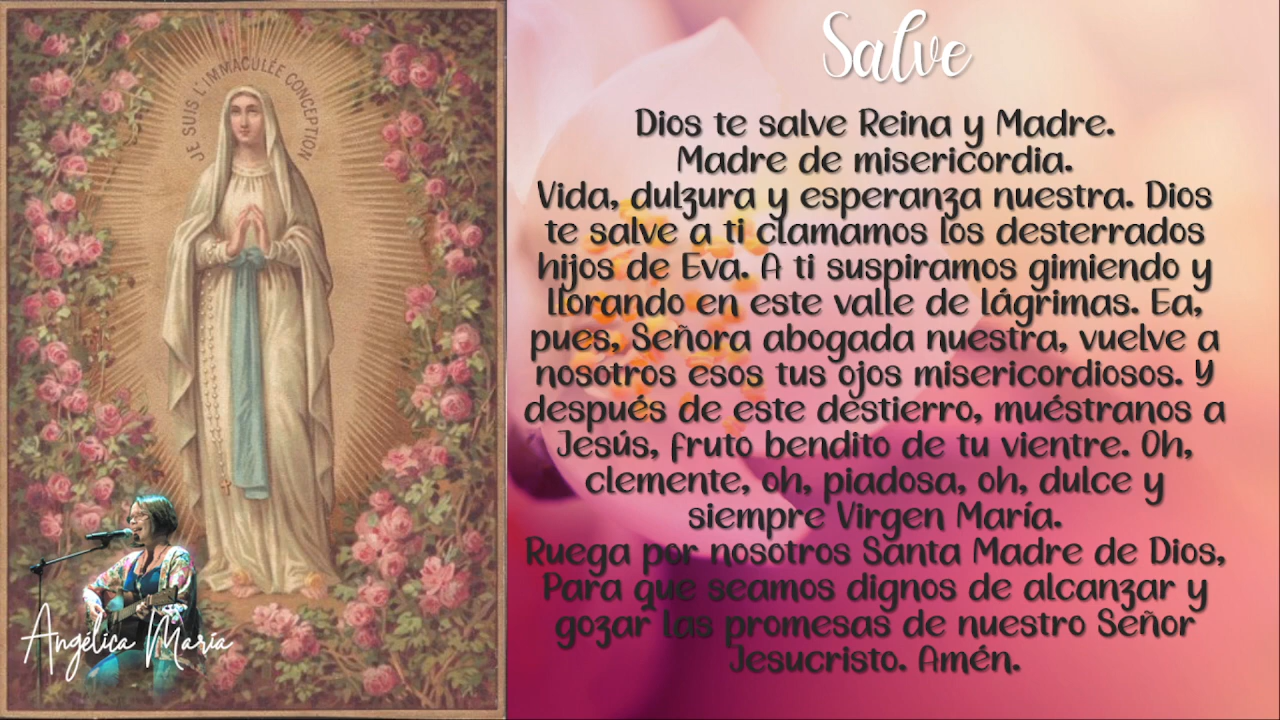 JE SUIS L'IMMACULÉE CONCEPTION
Angélica María
Salve
Dios te salve Reina y Madre.
Madre de misericordia.
Vida, dulzura y esperanza nuestra. Dios
te salve a ti clamamos los desterrados
hijos de Eva. A ti suspiramos gimiendo y
llorando en este valle de lágrimas. Ea,
pues, Señora abogada nuestra, vuelve a
nosotros esos tus ojos misericordiosos. Y
después de este destierro, muéstranos a
Jesús, fruto bendito de tu vientre. Oh,
clemente, oh, piadosa, oh, dulce y
siempre Virgen María.
Ruega por nosotros Santa Madre de Dios,
Para que seamos dignos de alcanzar y
gozar las promesas de nuestro Señor
Jesucristo. Amén.